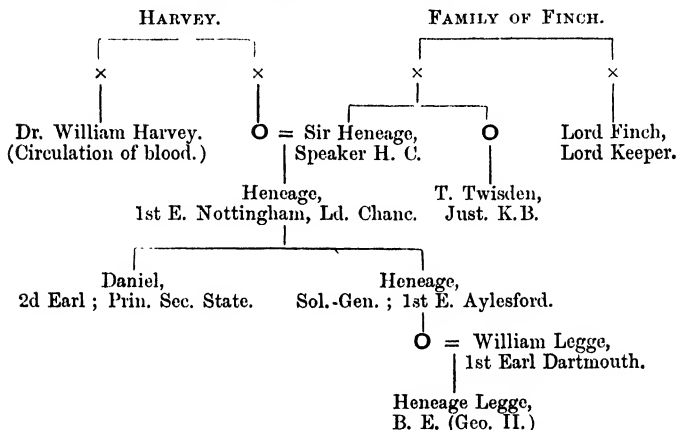 HARVEY. FAMILY OF FINCH.
× × × ×
Dr. William Harvey. O = Sir Heneage, O Lord Finch,
(Circulation of blood.) Speaker H. C. Lord Keeper.
Heneage, T. Twisden,
1st E. Nottingham, Ld. Chanc. Just. K.B.
Daniel, Heneage,
2d Earl ; Prin. Sec. State. Sol.-Gen. ; 1st E. Aylesford.
O = William Legge,
1st Earl Dartmouth.
Heneage Legge,
B. E. (Geo. II.)